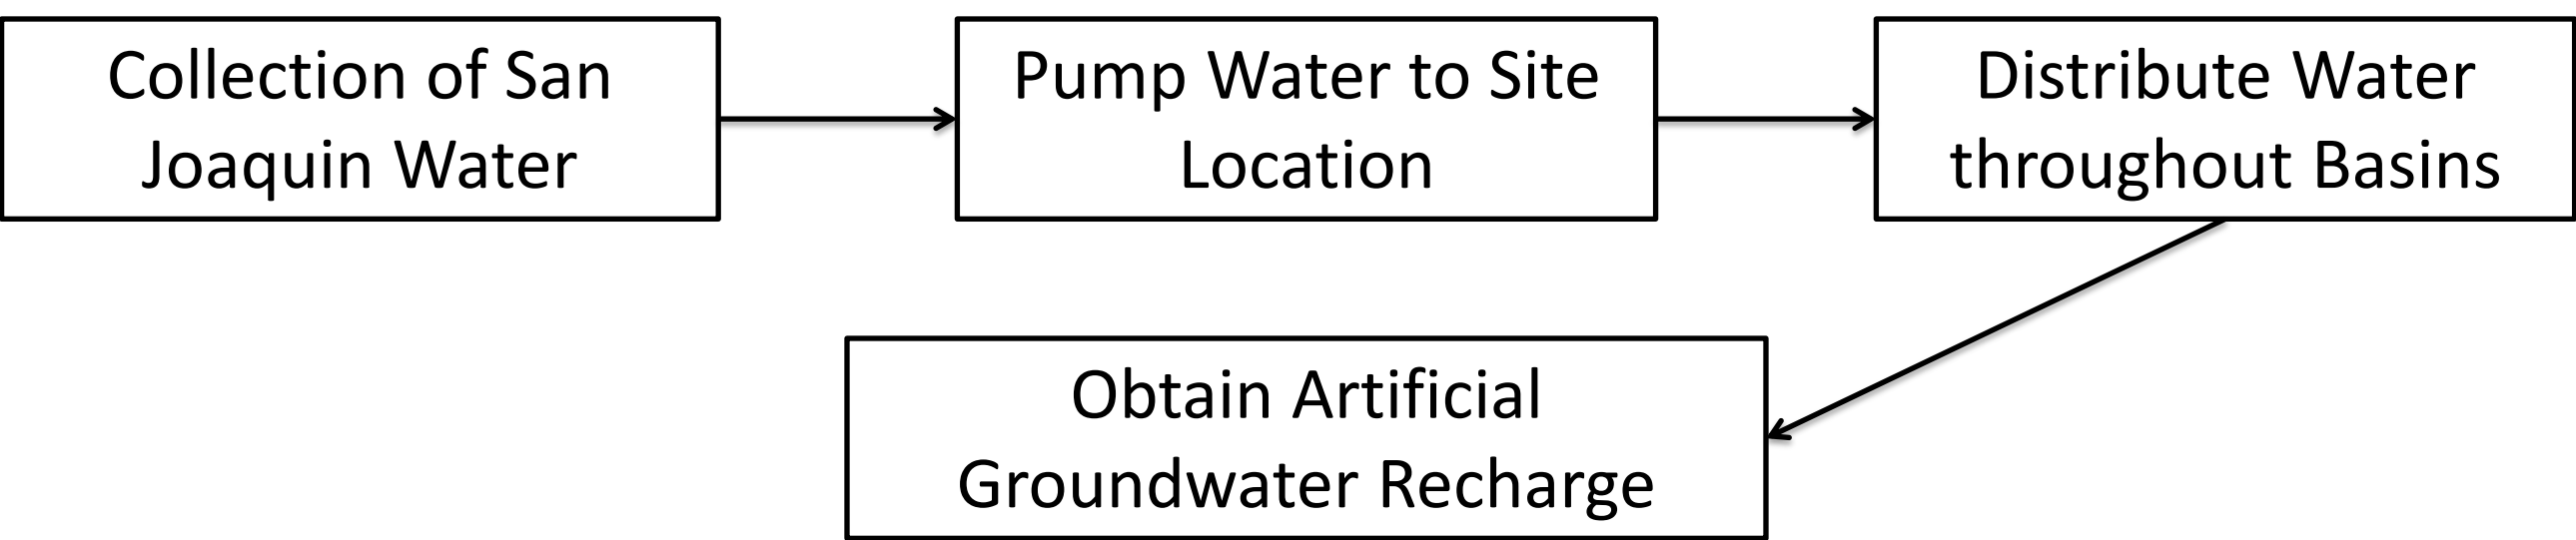 Collection of San
Joaquin Water
Pump Water to Site
Location
Distribute Water
throughout Basins
Obtain Artificial
Groundwater Recharge